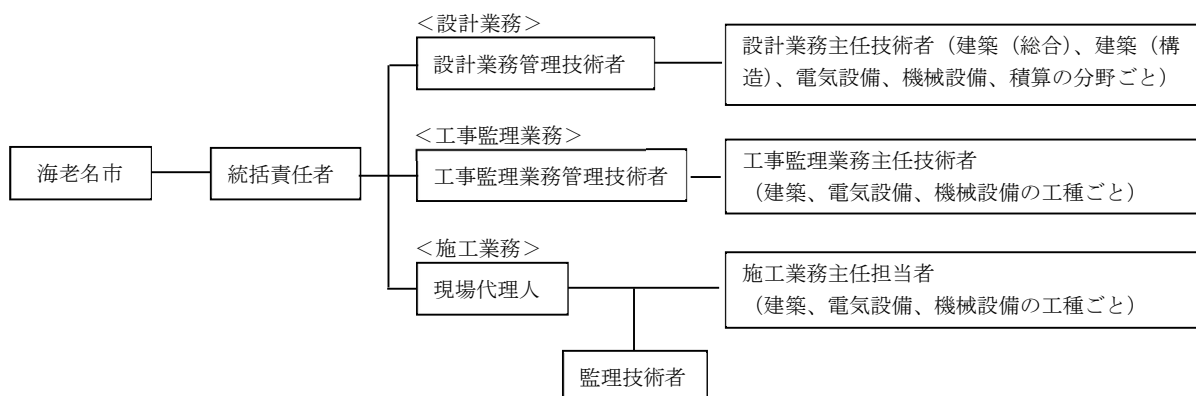 ＜設計業務＞
設計業務管理技術者
設計業務主任技術者（建築（総合）、建築（構
造）、電気設備、機械設備、積算の分野ごと）
海老名市
統括責任者
＜工事監理業務＞
工事監理業務管理技術者
工事監理業務主任技術者
（建築、電気設備、機械設備の工種ごと）
＜施工業務＞
現場代理人
施工業務主任担当者
（建築、電気設備、機械設備の工種ごと）
監理技術者